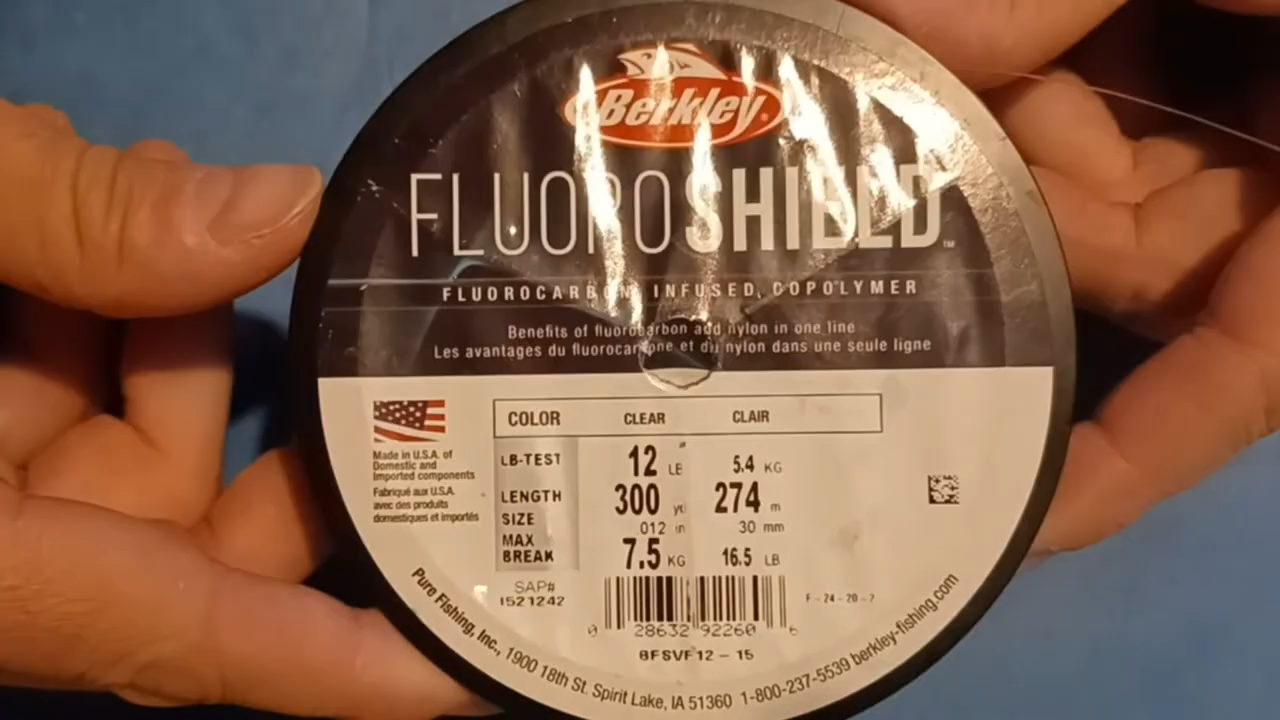 Berkley®
FLUOROSHIELD™
FLUOROCARBON INFUSED COPOLYMER
Benefits of fluorocarbon and nylon in one line
Les avantages du fluorocarbone et du nylon dans une seule ligne
COLOR CLEAR CLAIR
Made in U.S.A. of
Domestic and
Imported components
Fabriqué aux U.S.A.
avec des produits
domestiques et importés
LB-TEST 12 LB 5.4 KG
LENGTH 300 yd 274 m
SIZE 012 in 30 mm
MAX
BREAK 7.5 KG 16.5 LB
SAP#
1521242
F-24-20-7
0 28632 92260 6
BFSVF12-15
Pure Fishing, Inc., 1900 18th St. Spirit Lake, IA 51360 1-800-237-5539 berkley-fishing.com